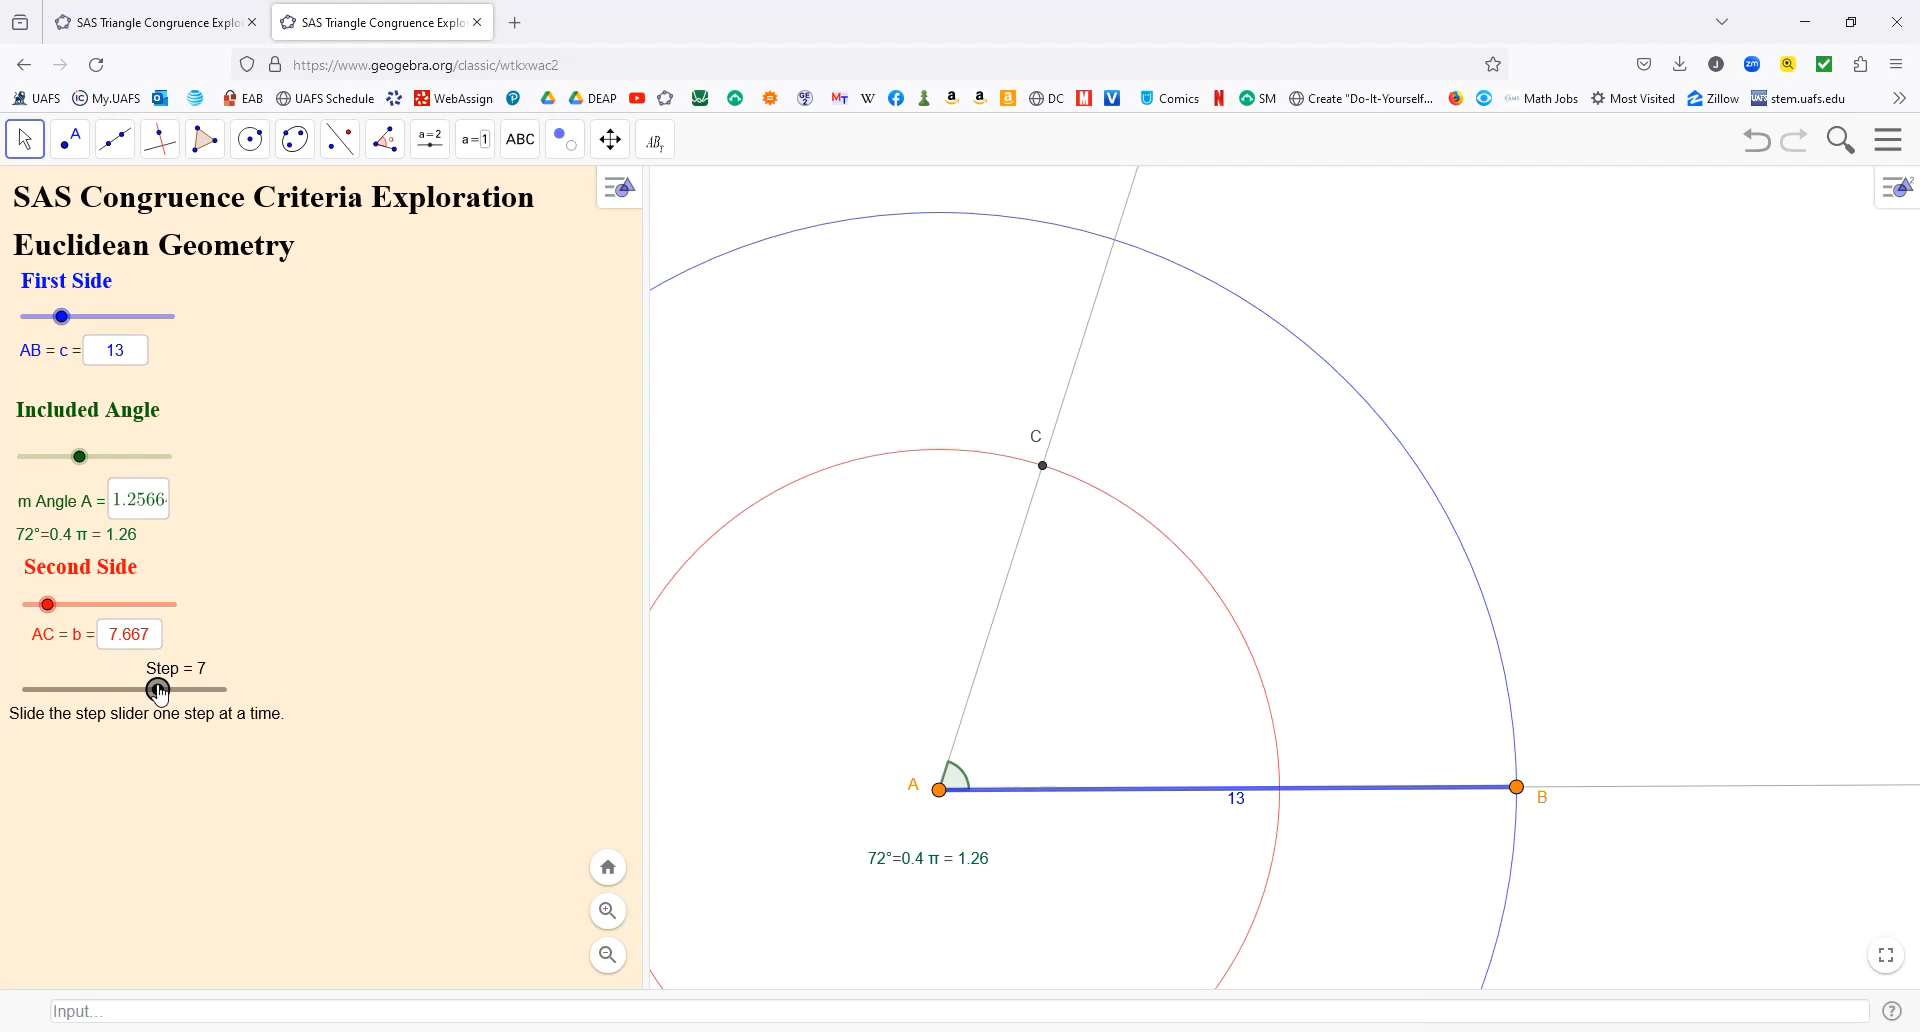 SAS Triangle Congruence Explo
SAS Triangle Congruence Explo
https://www.geogebra.org/classic/wtkxwac2
UAFS My.UAFS EAB UAFS Schedule WebAssign DEAP W DC Comics SM Create "Do-It-Yourself... Math Jobs Most Visited Zillow stem.uafs.edu
A a=2 a=1 ABC
SAS Congruence Criteria Exploration
Euclidean Geometry
First Side
AB = c = 13
Included Angle
m Angle A = 1.2566
72°=0.4 π = 1.26
Second Side
AC = b = 7.667
Step = 7
Slide the step slider one step at a time.
C
A
13
B
72°=0.4 π = 1.26
Input...